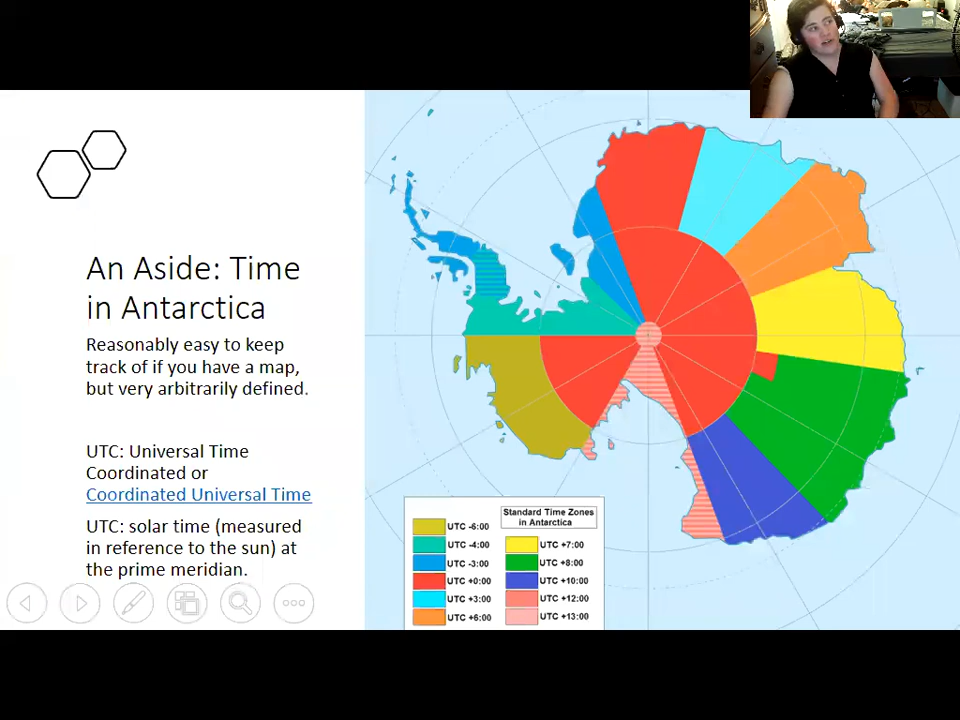 An Aside: Time
in Antarctica
Reasonably easy to keep
track of if you have a map,
but very arbitrarily defined.
UTC: Universal Time
Coordinated or
Coordinated Universal Time
UTC: solar time (measured
in reference to the sun) at
the prime meridian.
Standard Time Zones
in Antarctica
UTC -6:00
UTC -4:00
UTC -3:00
UTC +0:00
UTC +3:00
UTC +6:00
UTC +7:00
UTC +8:00
UTC +10:00
UTC +12:00
UTC +13:00